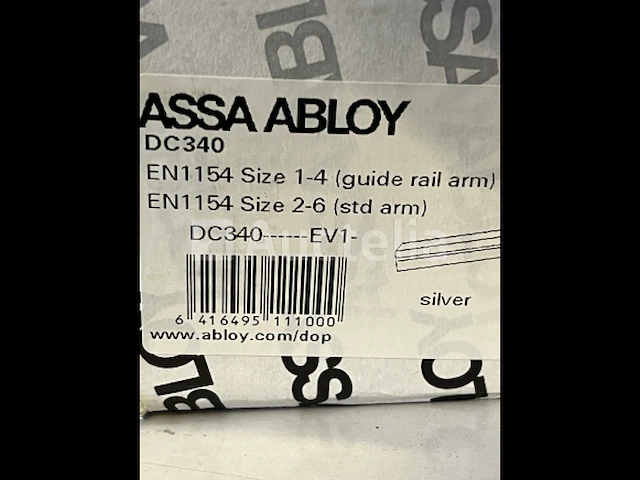 ASSA ABLOY
DC340
EN1154 Size 1-4 (guide rail arm)
EN1154 Size 2-6 (std arm)
DC340------EV1-
Auctelia
silver
6 416495 111000
www.abloy.com/dop